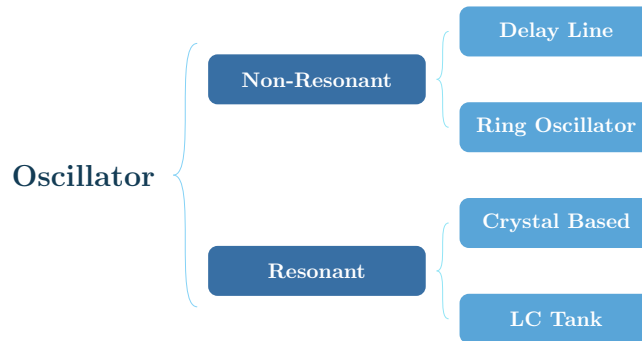 Oscillator
Non-Resonant
Delay Line
Ring Oscillator
Resonant
Crystal Based
LC Tank